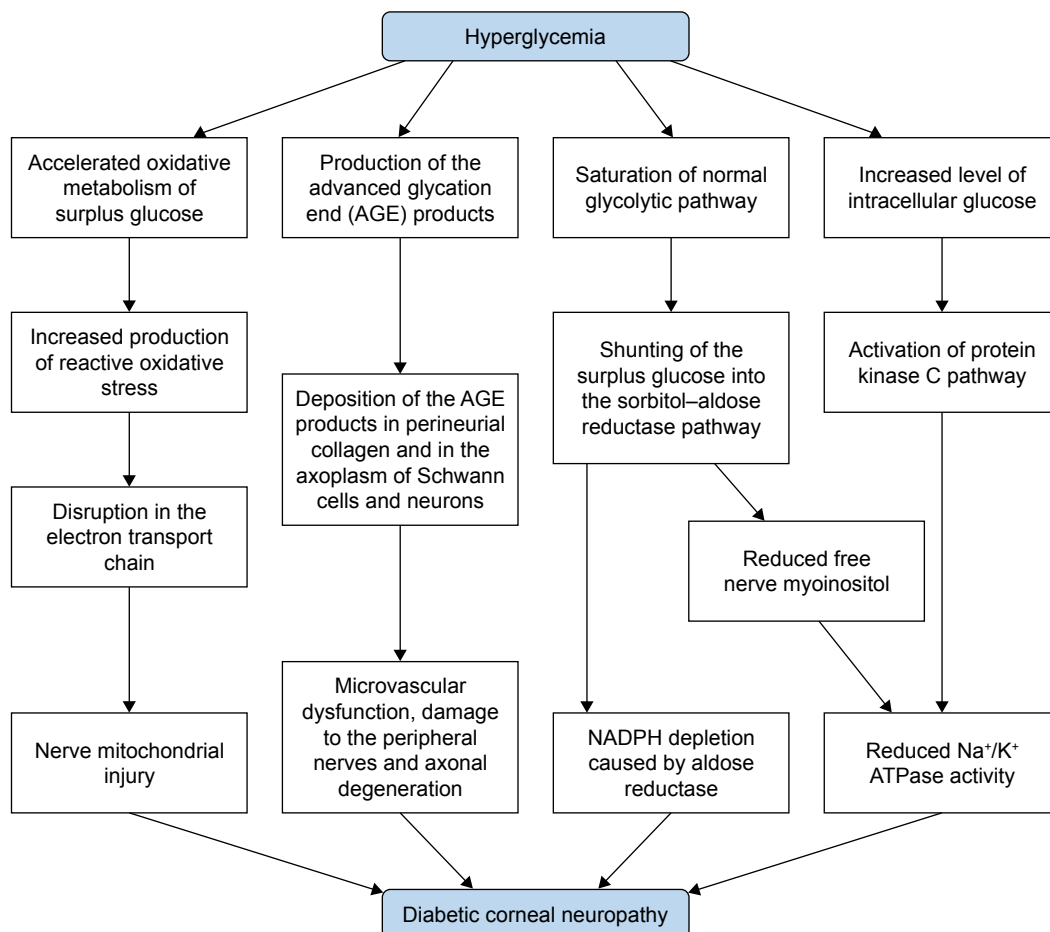 Hyperglycemia
Accelerated oxidative
metabolism of
surplus glucose
Production of the
advanced glycation
end (AGE) products
Saturation of normal
glycolytic pathway
Increased level of
intracellular glucose
Increased production
of reactive oxidative
stress
Deposition of the AGE
products in perineurial
collagen and in the
axoplasm of Schwann
cells and neurons
Shunting of the
surplus glucose into
the sorbitol–aldose
reductase pathway
Activation of protein
kinase C pathway
Disruption in the
electron transport
chain
Reduced free
nerve myoinositol
Nerve mitochondrial
injury
Microvascular
dysfunction, damage
to the peripheral
nerves and axonal
degeneration
NADPH depletion
caused by aldose
reductase
Reduced Na⁺/K⁺
ATPase activity
Diabetic corneal neuropathy